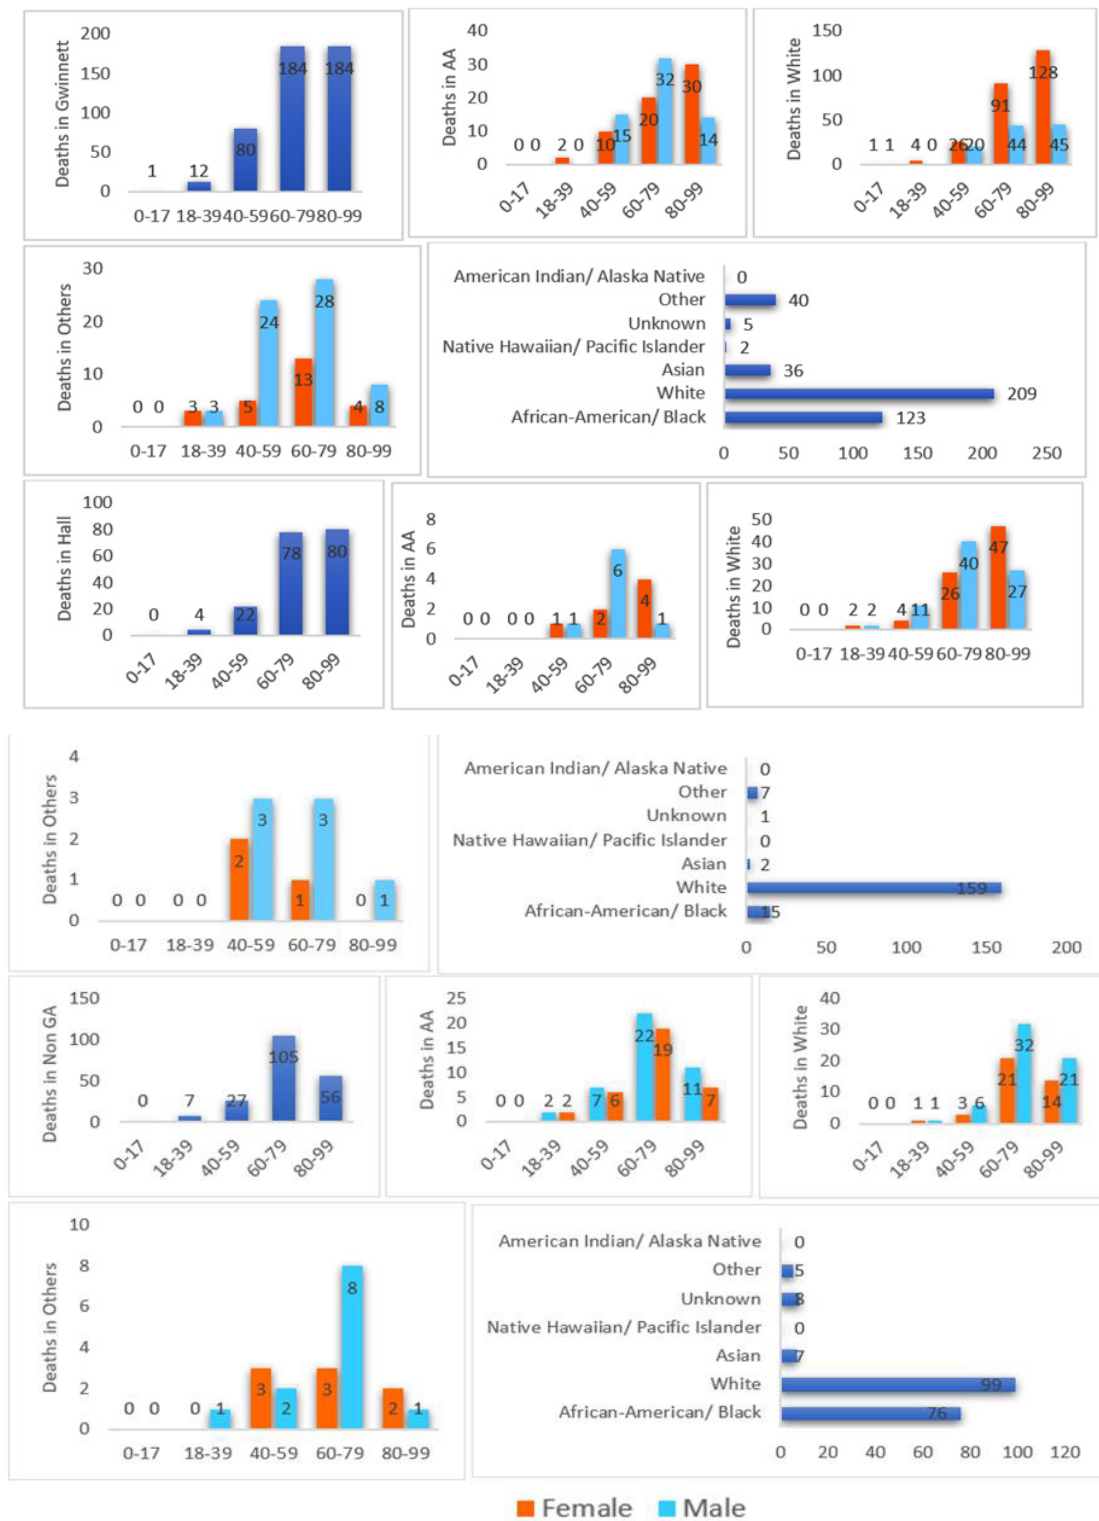 Deaths in Gwinnett
200
150
100
50
0
1 12 80 184 184
0-17 18-39 40-59 60-79 80-99
Deaths in AA
40
30
20
10
0
0 0 2 0 10 15 20 32 30 14
0-17 18-39 40-59 60-79 80-99
Deaths in White
150
100
50
0
1 1 4 0 26 20 91 44 128 45
0-17 18-39 40-59 60-79 80-99
Deaths in Others
30
20
10
0
0 0 3 3 5 24 13 28 4 8
0-17 18-39 40-59 60-79 80-99
American Indian/ Alaska Native 0
Other 40
Unknown 5
Native Hawaiian/ Pacific Islander 2
Asian 36
White 209
African-American/ Black 123
0 50 100 150 200 250
Deaths in Hall
100
80
60
40
20
0
0 4 22 78 80
0-17 18-39 40-59 60-79 80-99
Deaths in AA
8
6
4
2
0
0 0 0 0 1 1 2 6 4 1
0-17 18-39 40-59 60-79 80-99
Deaths in White
50
40
30
20
10
0
0 0 2 2 4 11 26 40 47 27
0-17 18-39 40-59 60-79 80-99
Deaths in Others
4
3
2
1
0
0 0 0 0 2 3 1 3 0 1
0-17 18-39 40-59 60-79 80-99
American Indian/ Alaska Native 0
Other 7
Unknown 1
Native Hawaiian/ Pacific Islander 0
Asian 2
White 159
African-American/ Black 15
0 50 100 150 200
Deaths in Non GA
150
100
50
0
0 7 27 105 56
0-17 18-39 40-59 60-79 80-99
Deaths in AA
25
20
15
10
5
0
0 0 2 2 7 6 22 19 11 7
0-17 18-39 40-59 60-79 80-99
Deaths in White
40
30
20
10
0
0 0 1 1 3 6 21 32 14 21
0-17 18-39 40-59 60-79 80-99
Deaths in Others
10
8
6
4
2
0
0 0 0 1 3 2 3 8 2 1
0-17 18-39 40-59 60-79 80-99
American Indian/ Alaska Native 0
Other 5
Unknown 8
Native Hawaiian/ Pacific Islander 0
Asian 7
White 99
African-American/ Black 76
0 20 40 60 80 100 120
Female Male